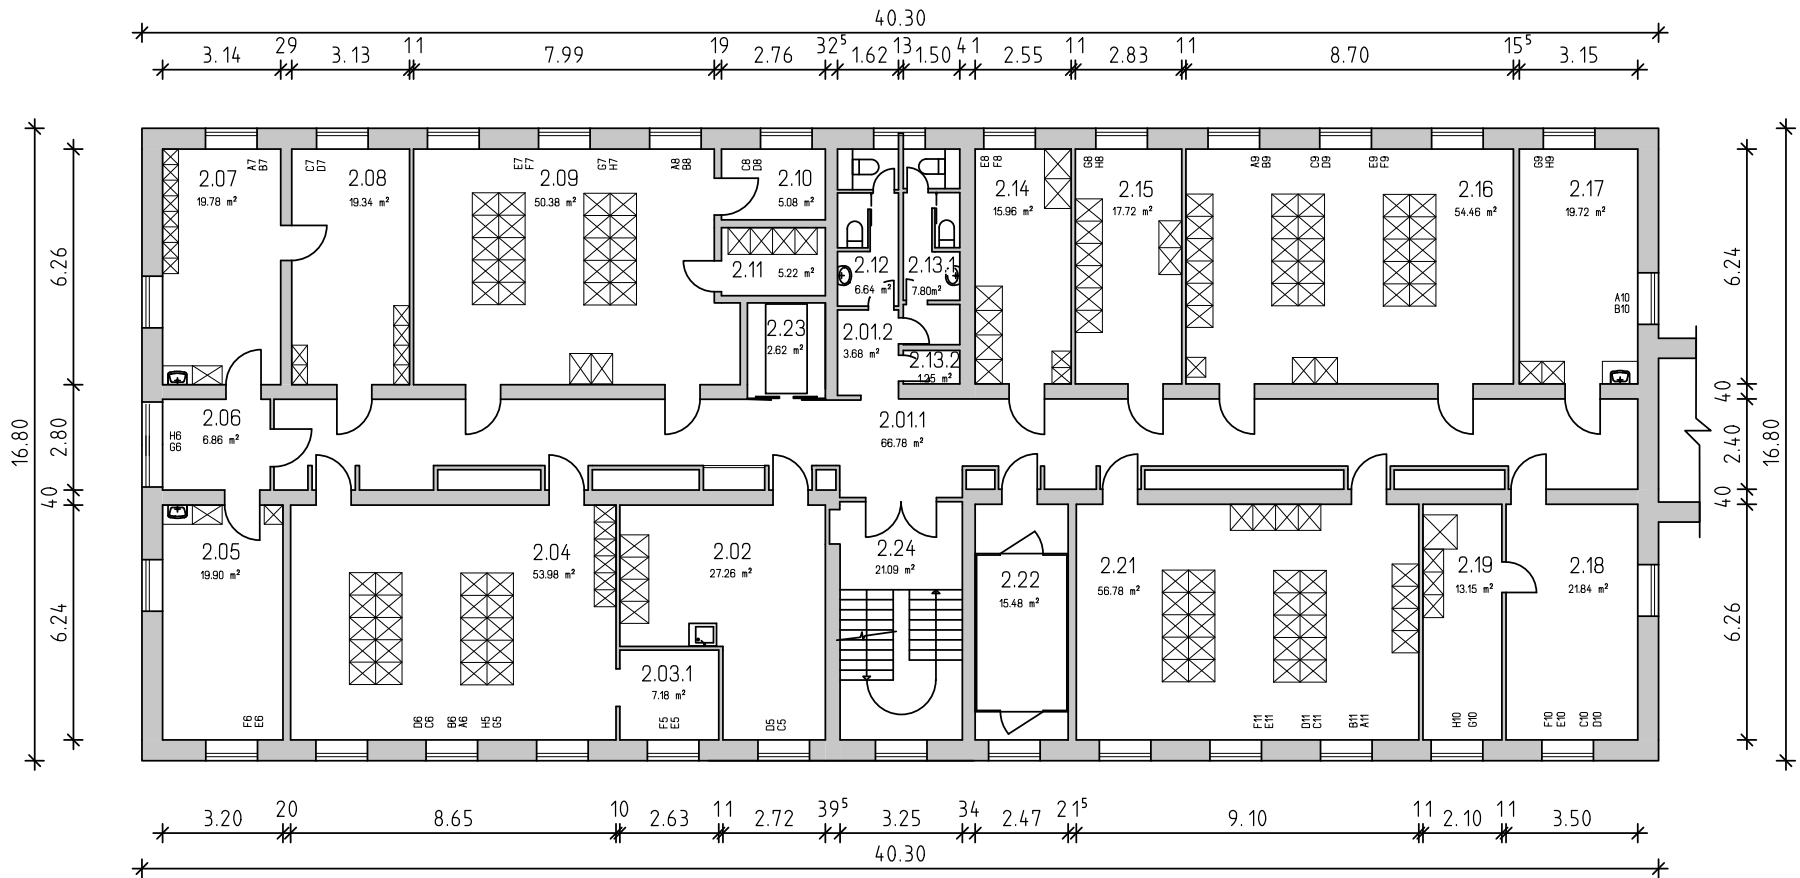 40.30
3.14 29 3.13 11 7.99 19 2.76 32⁵ 1.62 13 1.50 41 2.55 11 2.83 11 8.70 15⁵ 3.15
16.80
6.26
2.80
40
6.24
2.07
19.78 m²
A7
B7
C7
D7
2.08
19.34 m²
E7
F7
2.09
50.38 m²
G7
H7
A8
B8
C8
D8
2.10
5.08 m²
2.11 5.22 m²
2.23
2.62 m²
2.12
6.64 m²
2.13.1
7.80m²
2.01.2
3.68 m²
2.13.2
1.25 m²
E8
F8
2.14
15.96 m²
G8
H8
2.15
17.72 m²
A9
B9
C9
D9
E9
F9
2.16
54.46 m²
G9
H9
2.17
19.72 m²
A10
B10
2.06
6.86 m²
H6
G6
2.01.1
66.78 m²
2.05
19.90 m²
F6
E6
2.04
53.98 m²
D6
C6
B6
A6
H5
G5
2.02
27.26 m²
2.03.1
7.18 m²
F5
E5
D5
C5
2.24
21.09 m²
2.22
15.48 m²
2.21
56.78 m²
F11
E11
D11
C11
B11
A11
2.19
13.15 m²
H10
G10
2.18
21.84 m²
F10
E10
C10
D10
6.24
40
2.40
40
6.26
16.80
3.20 20 8.65 10 2.63 11 2.72 39⁵ 3.25 34 2.47 21⁵ 9.10 11 2.10 11 3.50
40.30